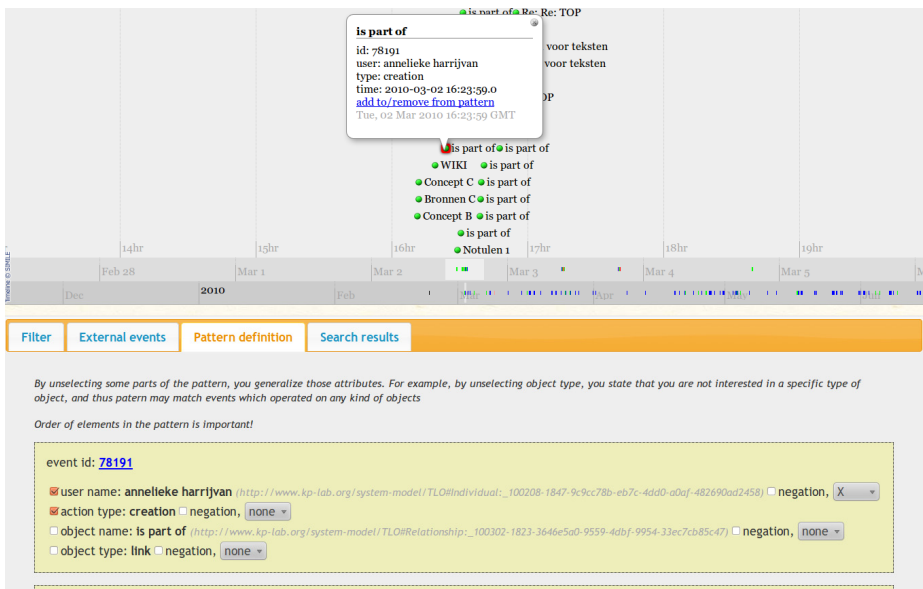 is part of Re: Re: TOP
is part of
id: 78191
voor teksten
user: annelieke harrijvan
voor teksten
type: creation
time: 2010-03-02 16:23:59.0
add to/remove from pattern
OP
Tue, 02 Mar 2010 16:23:59 GMT
is part of is part of
WIKI is part of
Concept C is part of
Bronnen C is part of
Concept B is part of
is part of
14hr 15hr 16hr Notulen 1 17hr 18hr 19hr
Timeline © SIMILE
Feb 28 Mar 1 Mar 2 Mar 3 Mar 4 Mar 5
Dec 2010 Feb Mar Apr May Jun
Filter External events Pattern definition Search results
By unselecting some parts of the pattern, you generalize those attributes. For example, by unselecting object type, you state that you are not interested in a specific type of
object, and thus patern may match events which operated on any kind of objects
Order of elements in the pattern is important!
event id: 78191
user name: annelieke harrijvan (http://www.kp-lab.org/system-model/TLO#Individual:_100208-1847-9c9cc78b-eb7c-4dd0-a0af-482690ad2458) negation, X
action type: creation negation, none
object name: is part of (http://www.kp-lab.org/system-model/TLO#Relationship:_100302-1823-3646e5a0-9559-4dbf-9954-33ec7cb85c47) negation, none
object type: link negation, none